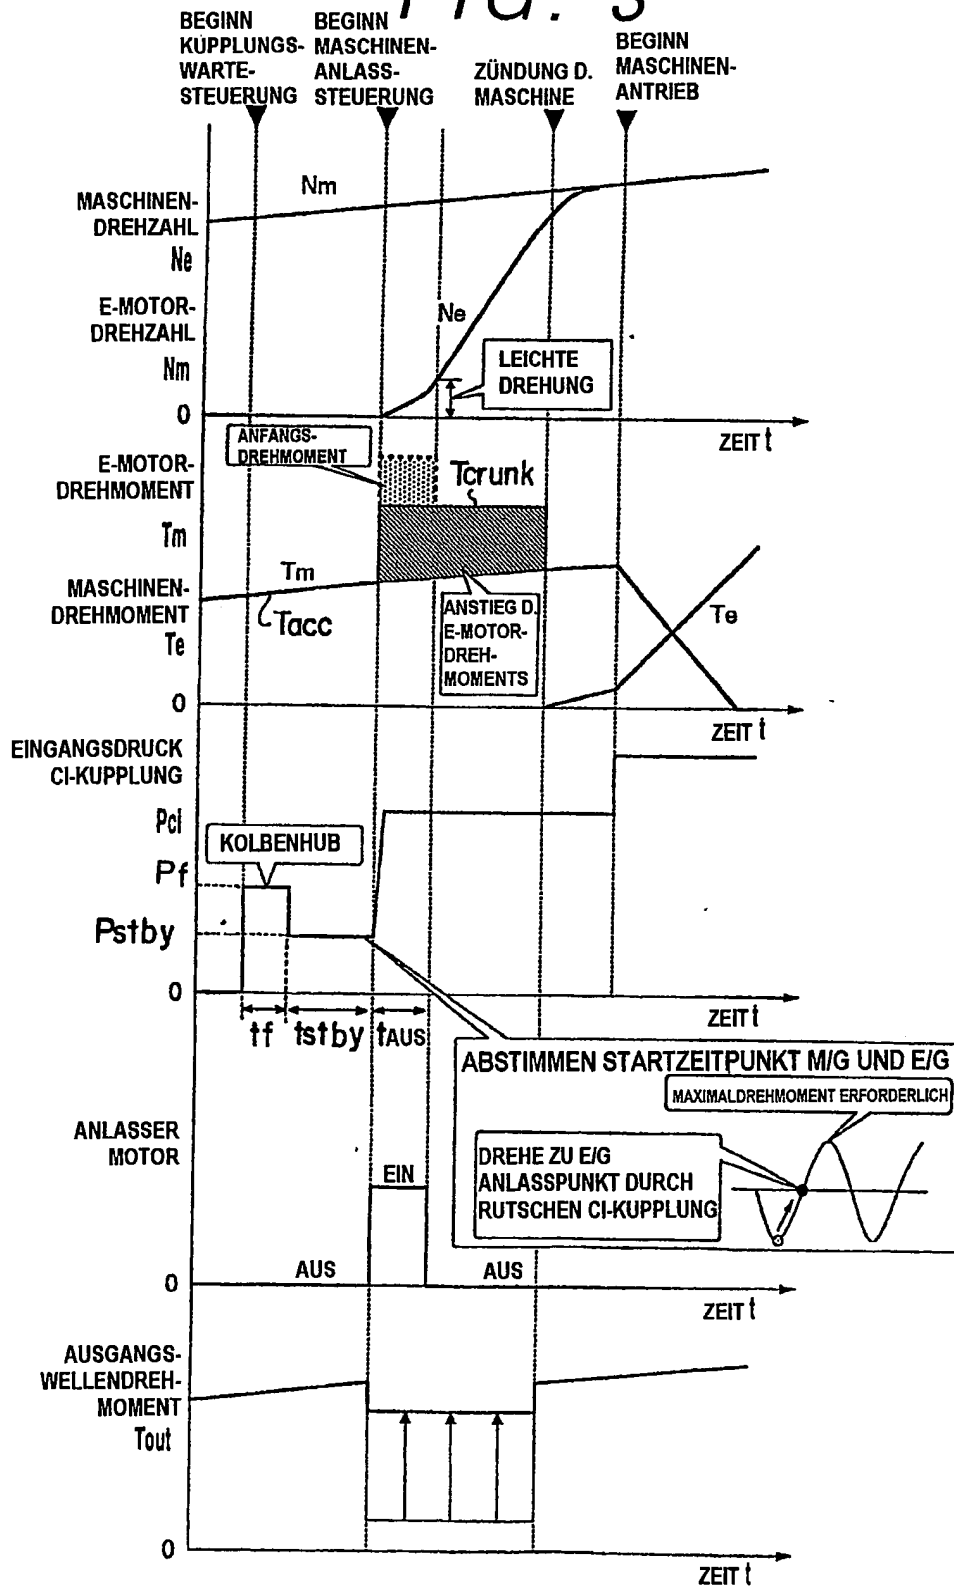 FIG. 3
BEGINN
KUPPLUNGS-
WARTE-
STEUERUNG
BEGINN
MASCHINEN-
ANLASS-
STEUERUNG
ZÜNDUNG D.
MASCHINE
BEGINN
MASCHINEN-
ANTRIEB
MASCHINEN-
DREHZAHL
Ne
E-MOTOR-
DREHZAHL
Nm
0
Nm
Ne
LEICHTE
DREHUNG
ZEIT t
ANFANGS-
DREHMOMENT
E-MOTOR-
DREHMOMENT
Tm
MASCHINEN-
DREHMOMENT
Te
0
Tcrunk
Tm
Tacc
ANSTIEG D.
E-MOTOR-
DREH-
MOMENTS
Te
ZEIT t
EINGANGSDRUCK
CI-KUPPLUNG
Pcl
Pf
Pstby
0
KOLBENHUB
tf
tstby
tAUS
ZEIT t
ABSTIMMEN STARTZEITPUNKT M/G UND E/G
MAXIMALDREHMOMENT ERFORDERLICH
DREHE ZU E/G
ANLASSPUNKT DURCH
RUTSCHEN CI-KUPPLUNG
ANLASSER
MOTOR
EIN
AUS
AUS
0
ZEIT t
AUSGANGS-
WELLENDREH-
MOMENT
Tout
0
ZEIT t